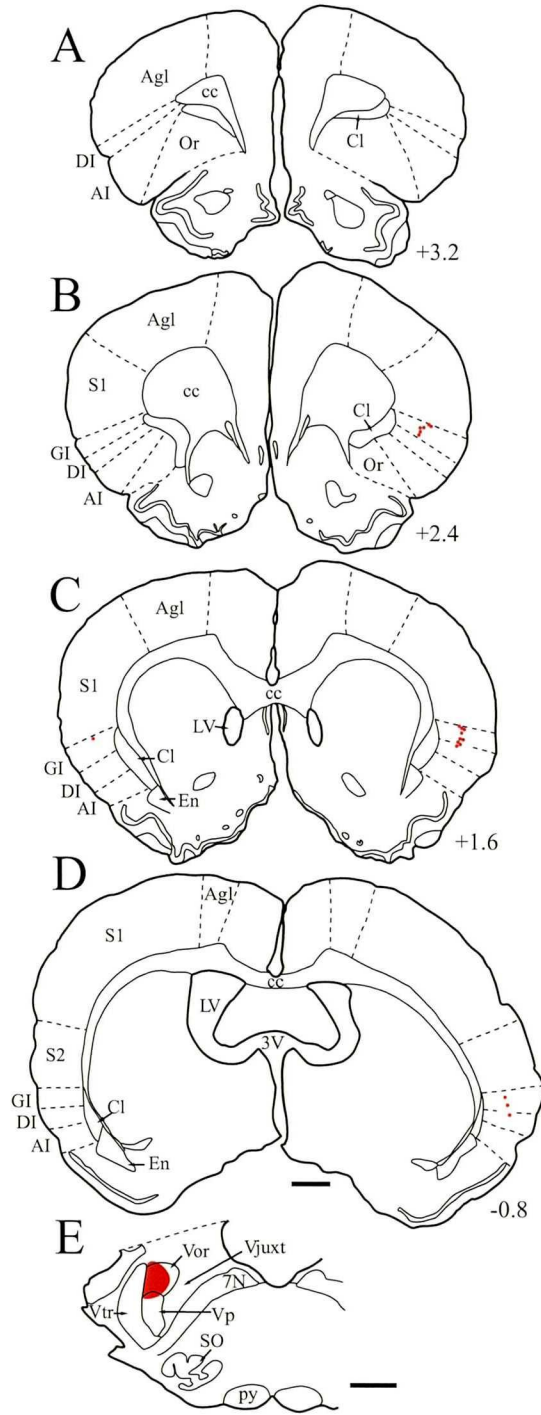 A
Agl
cc
Or
Cl
DI
AI
+3.2
B
Agl
S1
cc
Cl
GI
DI
AI
Or
+2.4
C
Agl
S1
cc
LV
Cl
GI
DI
En
AI
+1.6
D
Agl
S1
cc
LV
3V
S2
GI
Cl
DI
AI
En
-0.8
E
Vor
Vjuxt
7N
Vtr
Vp
SO
py